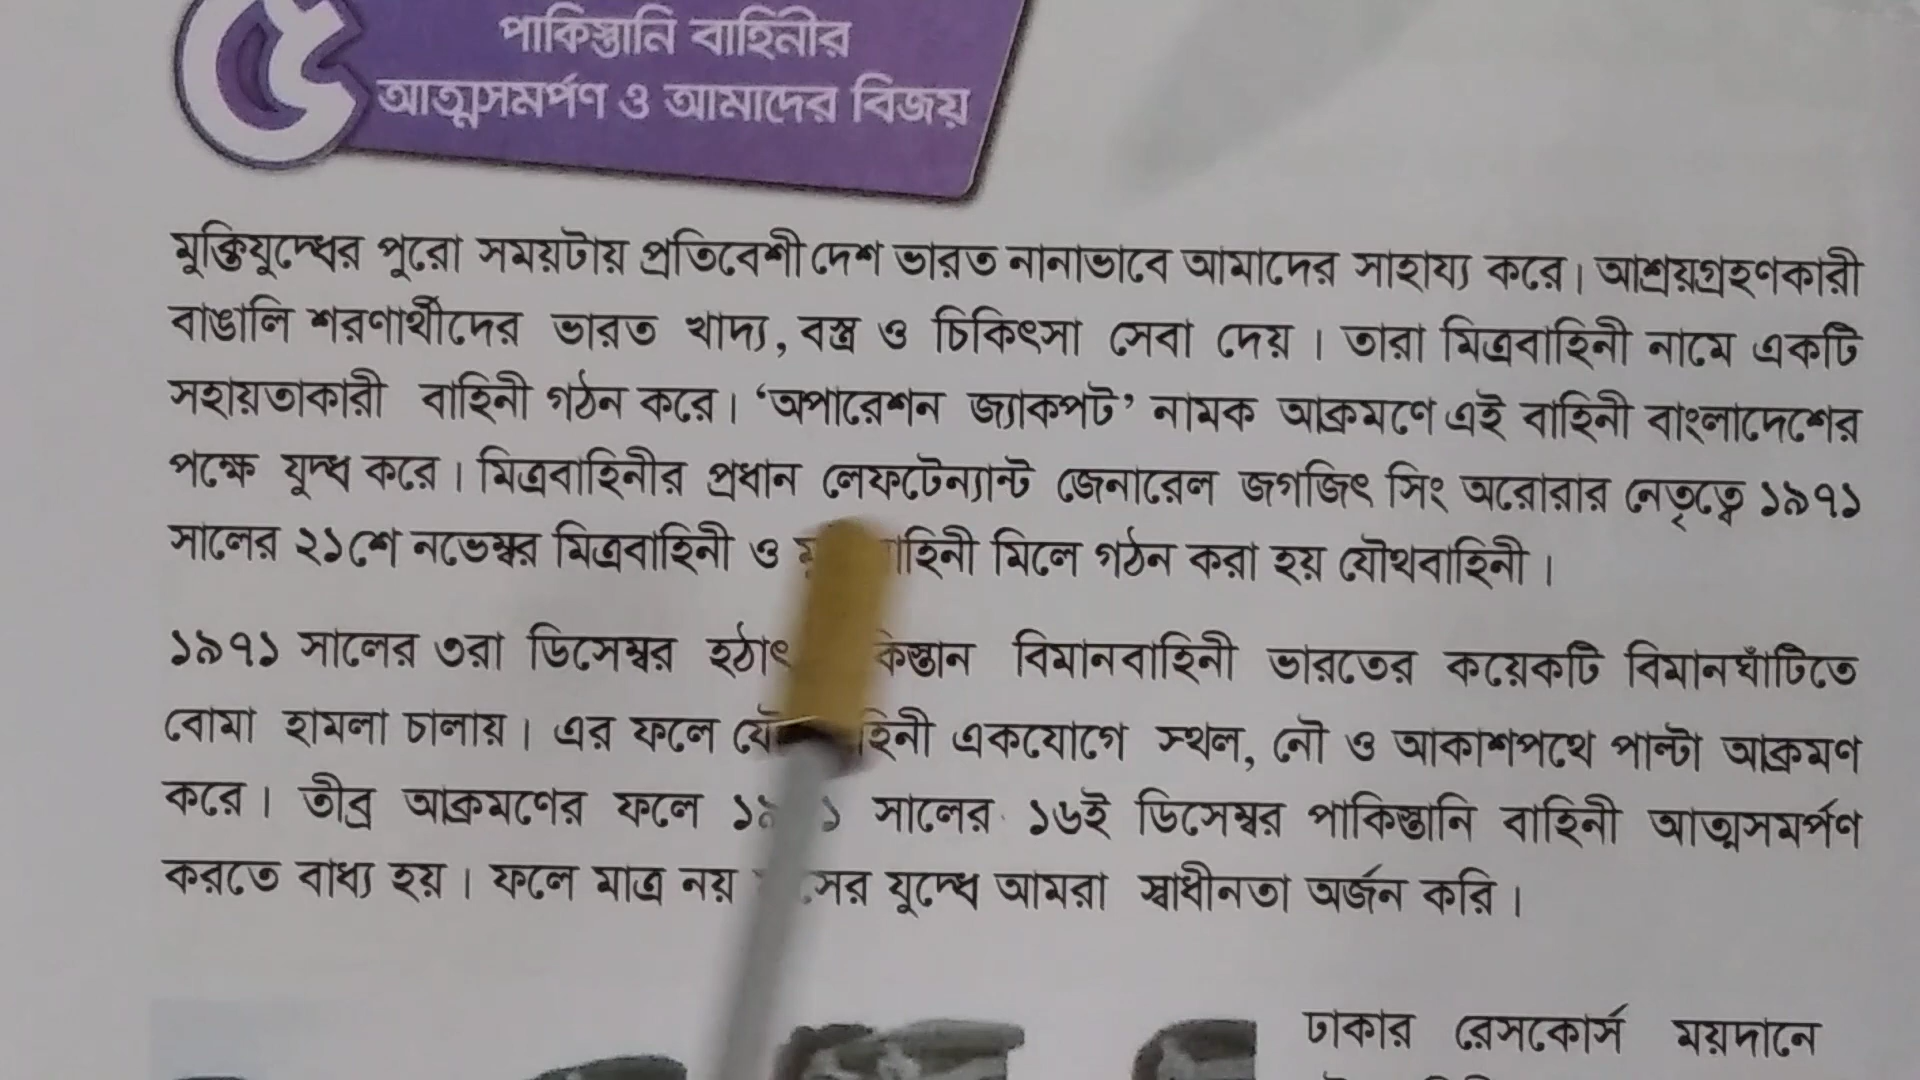 ৫
পাকিস্তানি বাহিনীর
আত্মসমর্পণ ও আমাদের বিজয়
মুক্তিযুদ্ধের পুরো সময়টায় প্রতিবেশী দেশ ভারত নানাভাবে আমাদের সাহায্য করে। আশ্রয়গ্রহণকারী
বাঙালি শরণার্থীদের ভারত খাদ্য, বস্ত্র ও চিকিৎসা সেবা দেয়। তারা মিত্রবাহিনী নামে একটি
সহায়তাকারী বাহিনী গঠন করে। ‘অপারেশন জ্যাকপট’ নামক আক্রমণে এই বাহিনী বাংলাদেশের
পক্ষে যুদ্ধ করে। মিত্রবাহিনীর প্রধান লেফটেন্যান্ট জেনারেল জগজিৎ সিং অরোরার নেতৃত্বে ১৯৭১
সালের ২১শে নভেম্বর মিত্রবাহিনী ও মিলে গঠন করা হয় যৌথবাহিনী।
১৯৭১ সালের ৩রা ডিসেম্বর হঠাৎ বিমানবাহিনী ভারতের কয়েকটি বিমানঘাঁটিতে
বোমা হামলা চালায়। এর ফলে একযোগে স্থল, নৌ ও আকাশপথে পাল্টা আক্রমণ
করে। তীব্র আক্রমণের ফলে সালের ১৬ই ডিসেম্বর পাকিস্তানি বাহিনী আত্মসমর্পণ
করতে বাধ্য হয়। ফলে মাত্র নয় যুদ্ধে আমরা স্বাধীনতা অর্জন করি।
ঢাকার রেসকোর্স ময়দানে